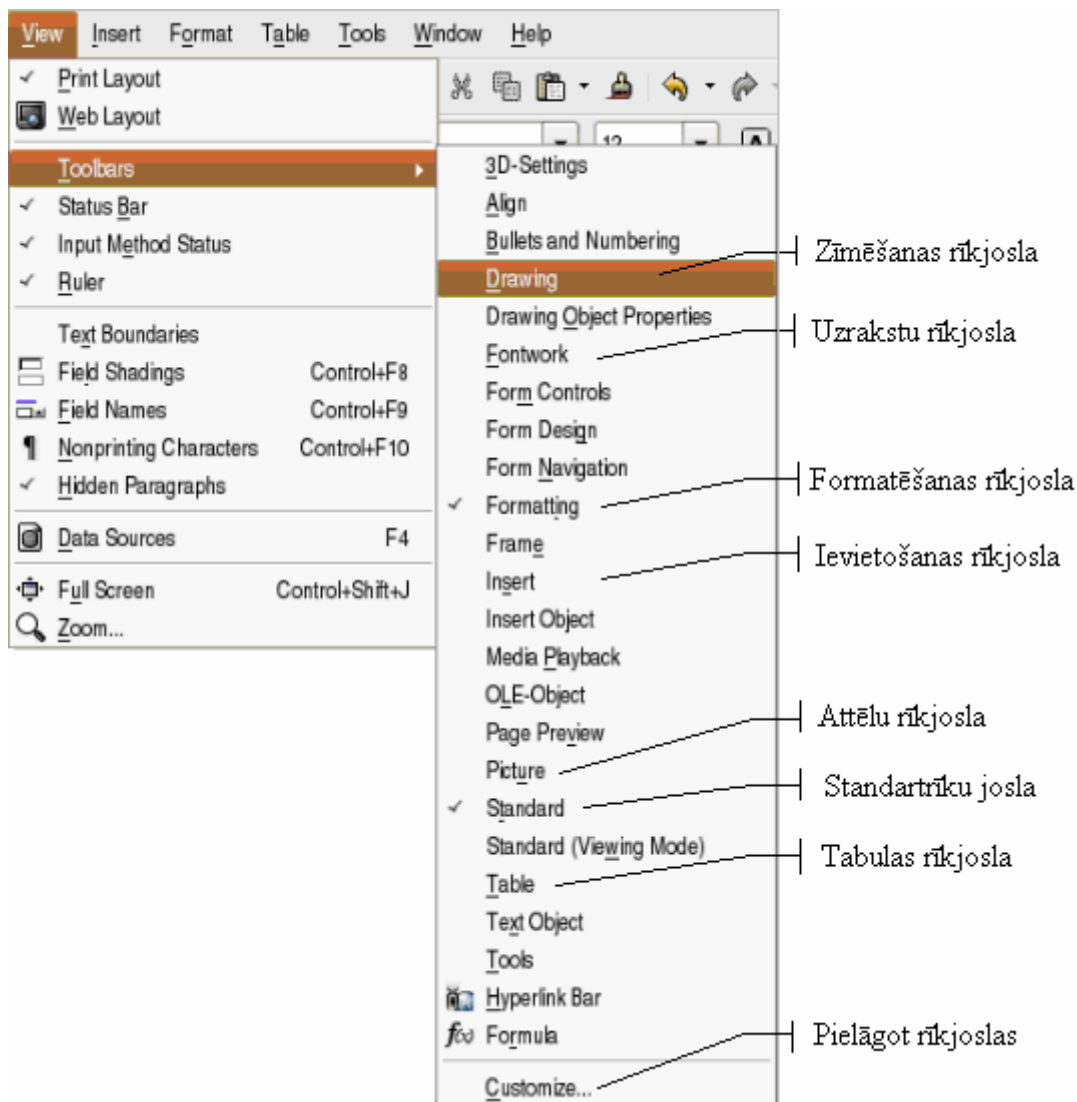 View Insert Format Table Tools Window Help
Print Layout
Web Layout
Toolbars
Status Bar
Input Method Status
Ruler
Text Boundaries
Field Shadings Control+F8
Field Names Control+F9
Nonprinting Characters Control+F10
Hidden Paragraphs
Data Sources F4
Full Screen Control+Shift+J
Zoom...
12
A
3D-Settings
Align
Bullets and Numbering
Drawing
Drawing Object Properties
Fontwork
Form Controls
Form Design
Form Navigation
Formatting
Frame
Insert
Insert Object
Media Playback
OLE-Object
Page Preview
Picture
Standard
Standard (Viewing Mode)
Table
Text Object
Tools
Hyperlink Bar
f(x) Formula
Customize...
Zīmēšanas rīkjosla
Uzrakstu rīkjosla
Formatēšanas rīkjosla
Ievietošanas rīkjosla
Attēlu rīkjosla
Standartrīku josla
Tabulas rīkjosla
Pielāgot rīkjoslas